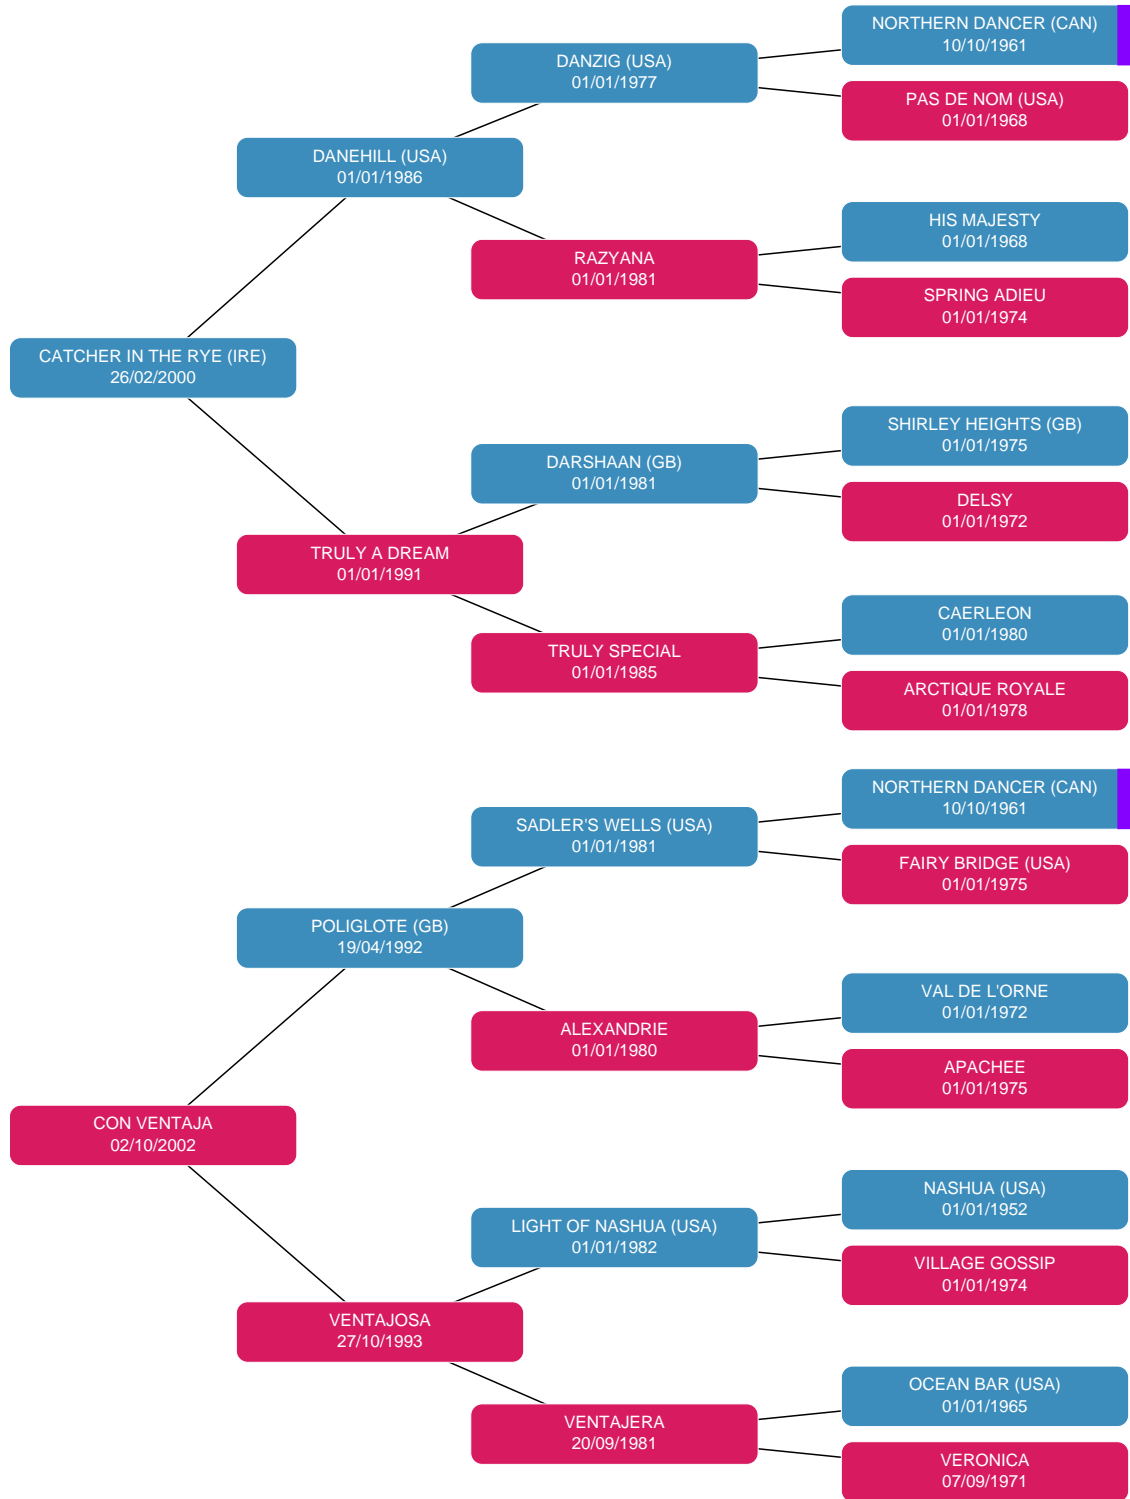 NORTHERN DANCER (CAN)
10/10/1961
DANZIG (USA)
01/01/1977
PAS DE NOM (USA)
01/01/1968
DANEHILL (USA)
01/01/1986
HIS MAJESTY
01/01/1968
RAZYANA
01/01/1981
SPRING ADIEU
01/01/1974
CATCHER IN THE RYE (IRE)
26/02/2000
SHIRLEY HEIGHTS (GB)
01/01/1975
DARSHAAN (GB)
01/01/1981
DELSY
01/01/1972
TRULY A DREAM
01/01/1991
CAERLEON
01/01/1980
TRULY SPECIAL
01/01/1985
ARCTIQUE ROYALE
01/01/1978
NORTHERN DANCER (CAN)
10/10/1961
SADLER'S WELLS (USA)
01/01/1981
FAIRY BRIDGE (USA)
01/01/1975
POLIGLOTE (GB)
19/04/1992
VAL DE L'ORNE
01/01/1972
ALEXANDRIE
01/01/1980
APACHEE
01/01/1975
CON VENTAJA
02/10/2002
NASHUA (USA)
01/01/1952
LIGHT OF NASHUA (USA)
01/01/1982
VILLAGE GOSSIP
01/01/1974
VENTAJOSA
27/10/1993
OCEAN BAR (USA)
01/01/1965
VENTAJERA
20/09/1981
VERONICA
07/09/1971